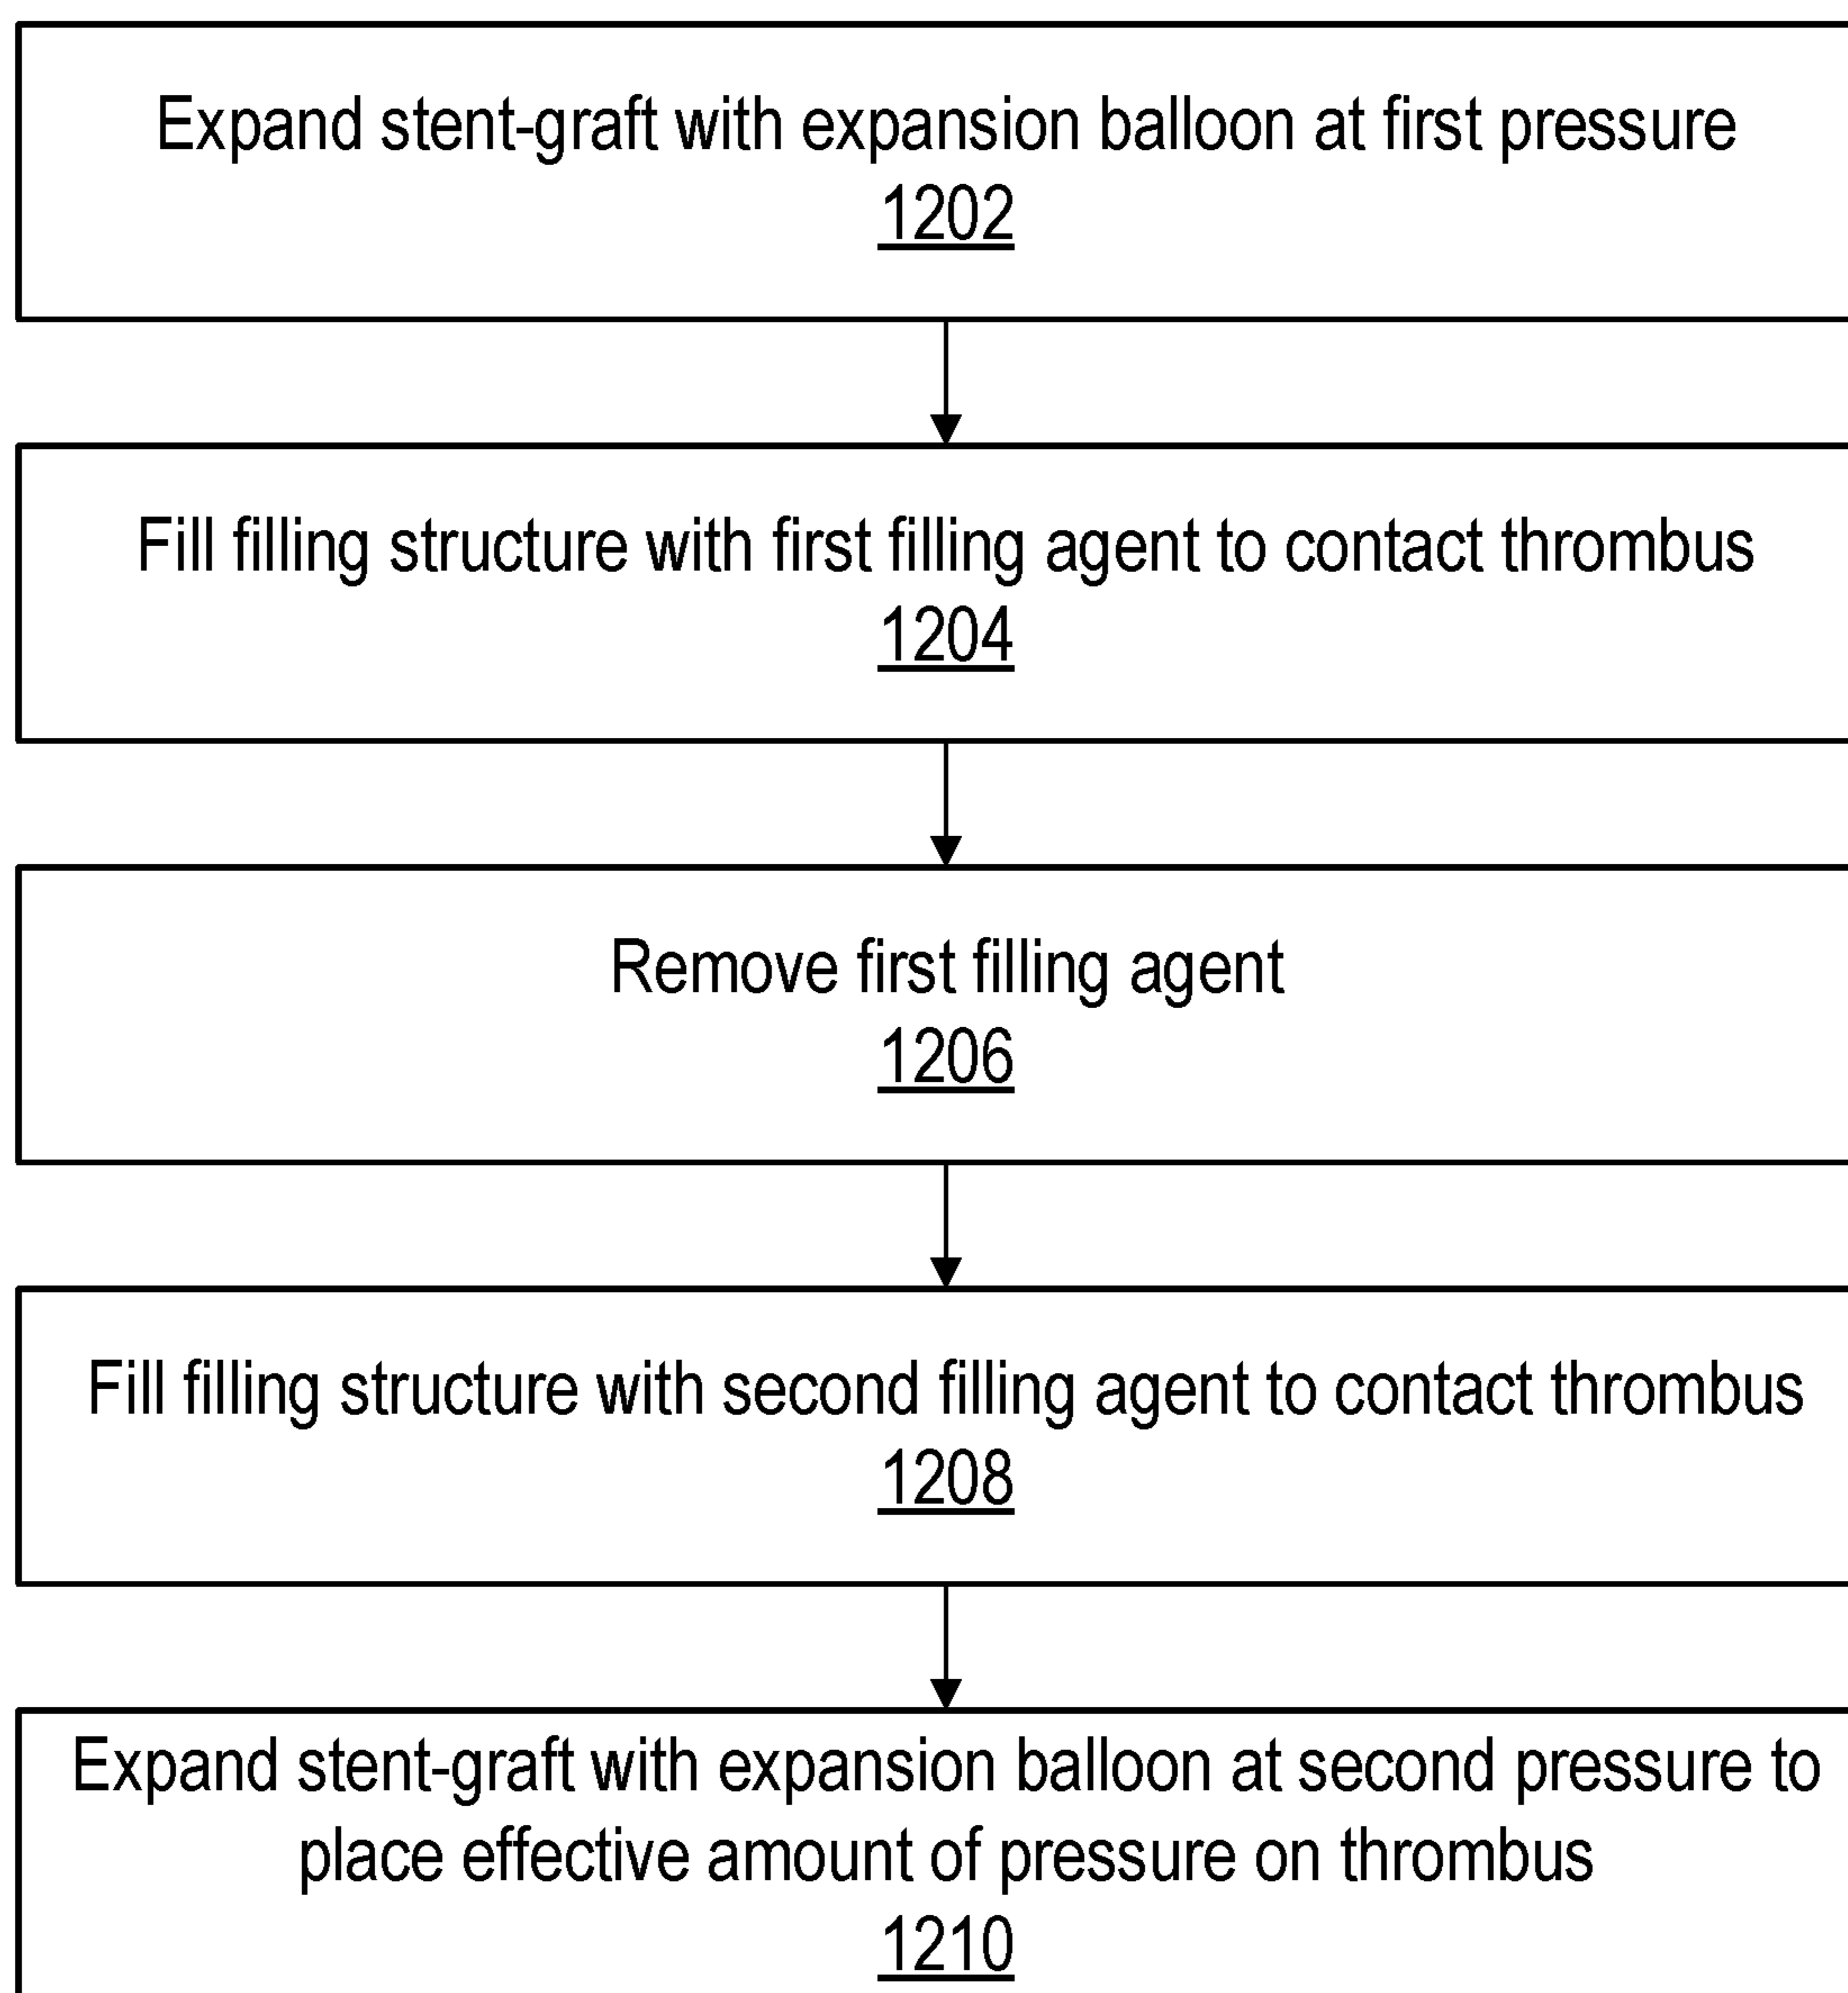 Expand stent-graft with expansion balloon at first pressure
1202
Fill filling structure with first filling agent to contact thrombus
1204
Remove first filling agent
1206
Fill filling structure with second filling agent to contact thrombus
1208
Expand stent-graft with expansion balloon at second pressure to
place effective amount of pressure on thrombus
1210